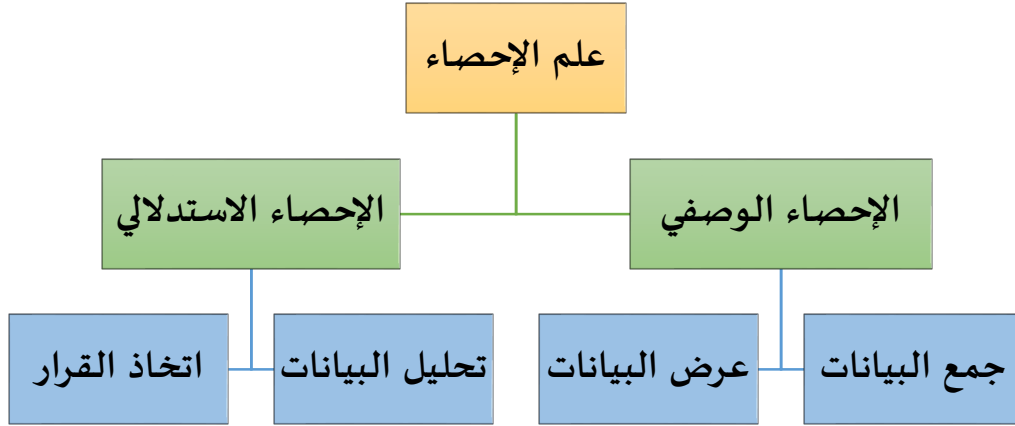 علم الإحصاء
الإحصاء الوصفي
الإحصاء الاستدلالي
جمع البيانات
عرض البيانات
تحليل البيانات
اتخاذ القرار